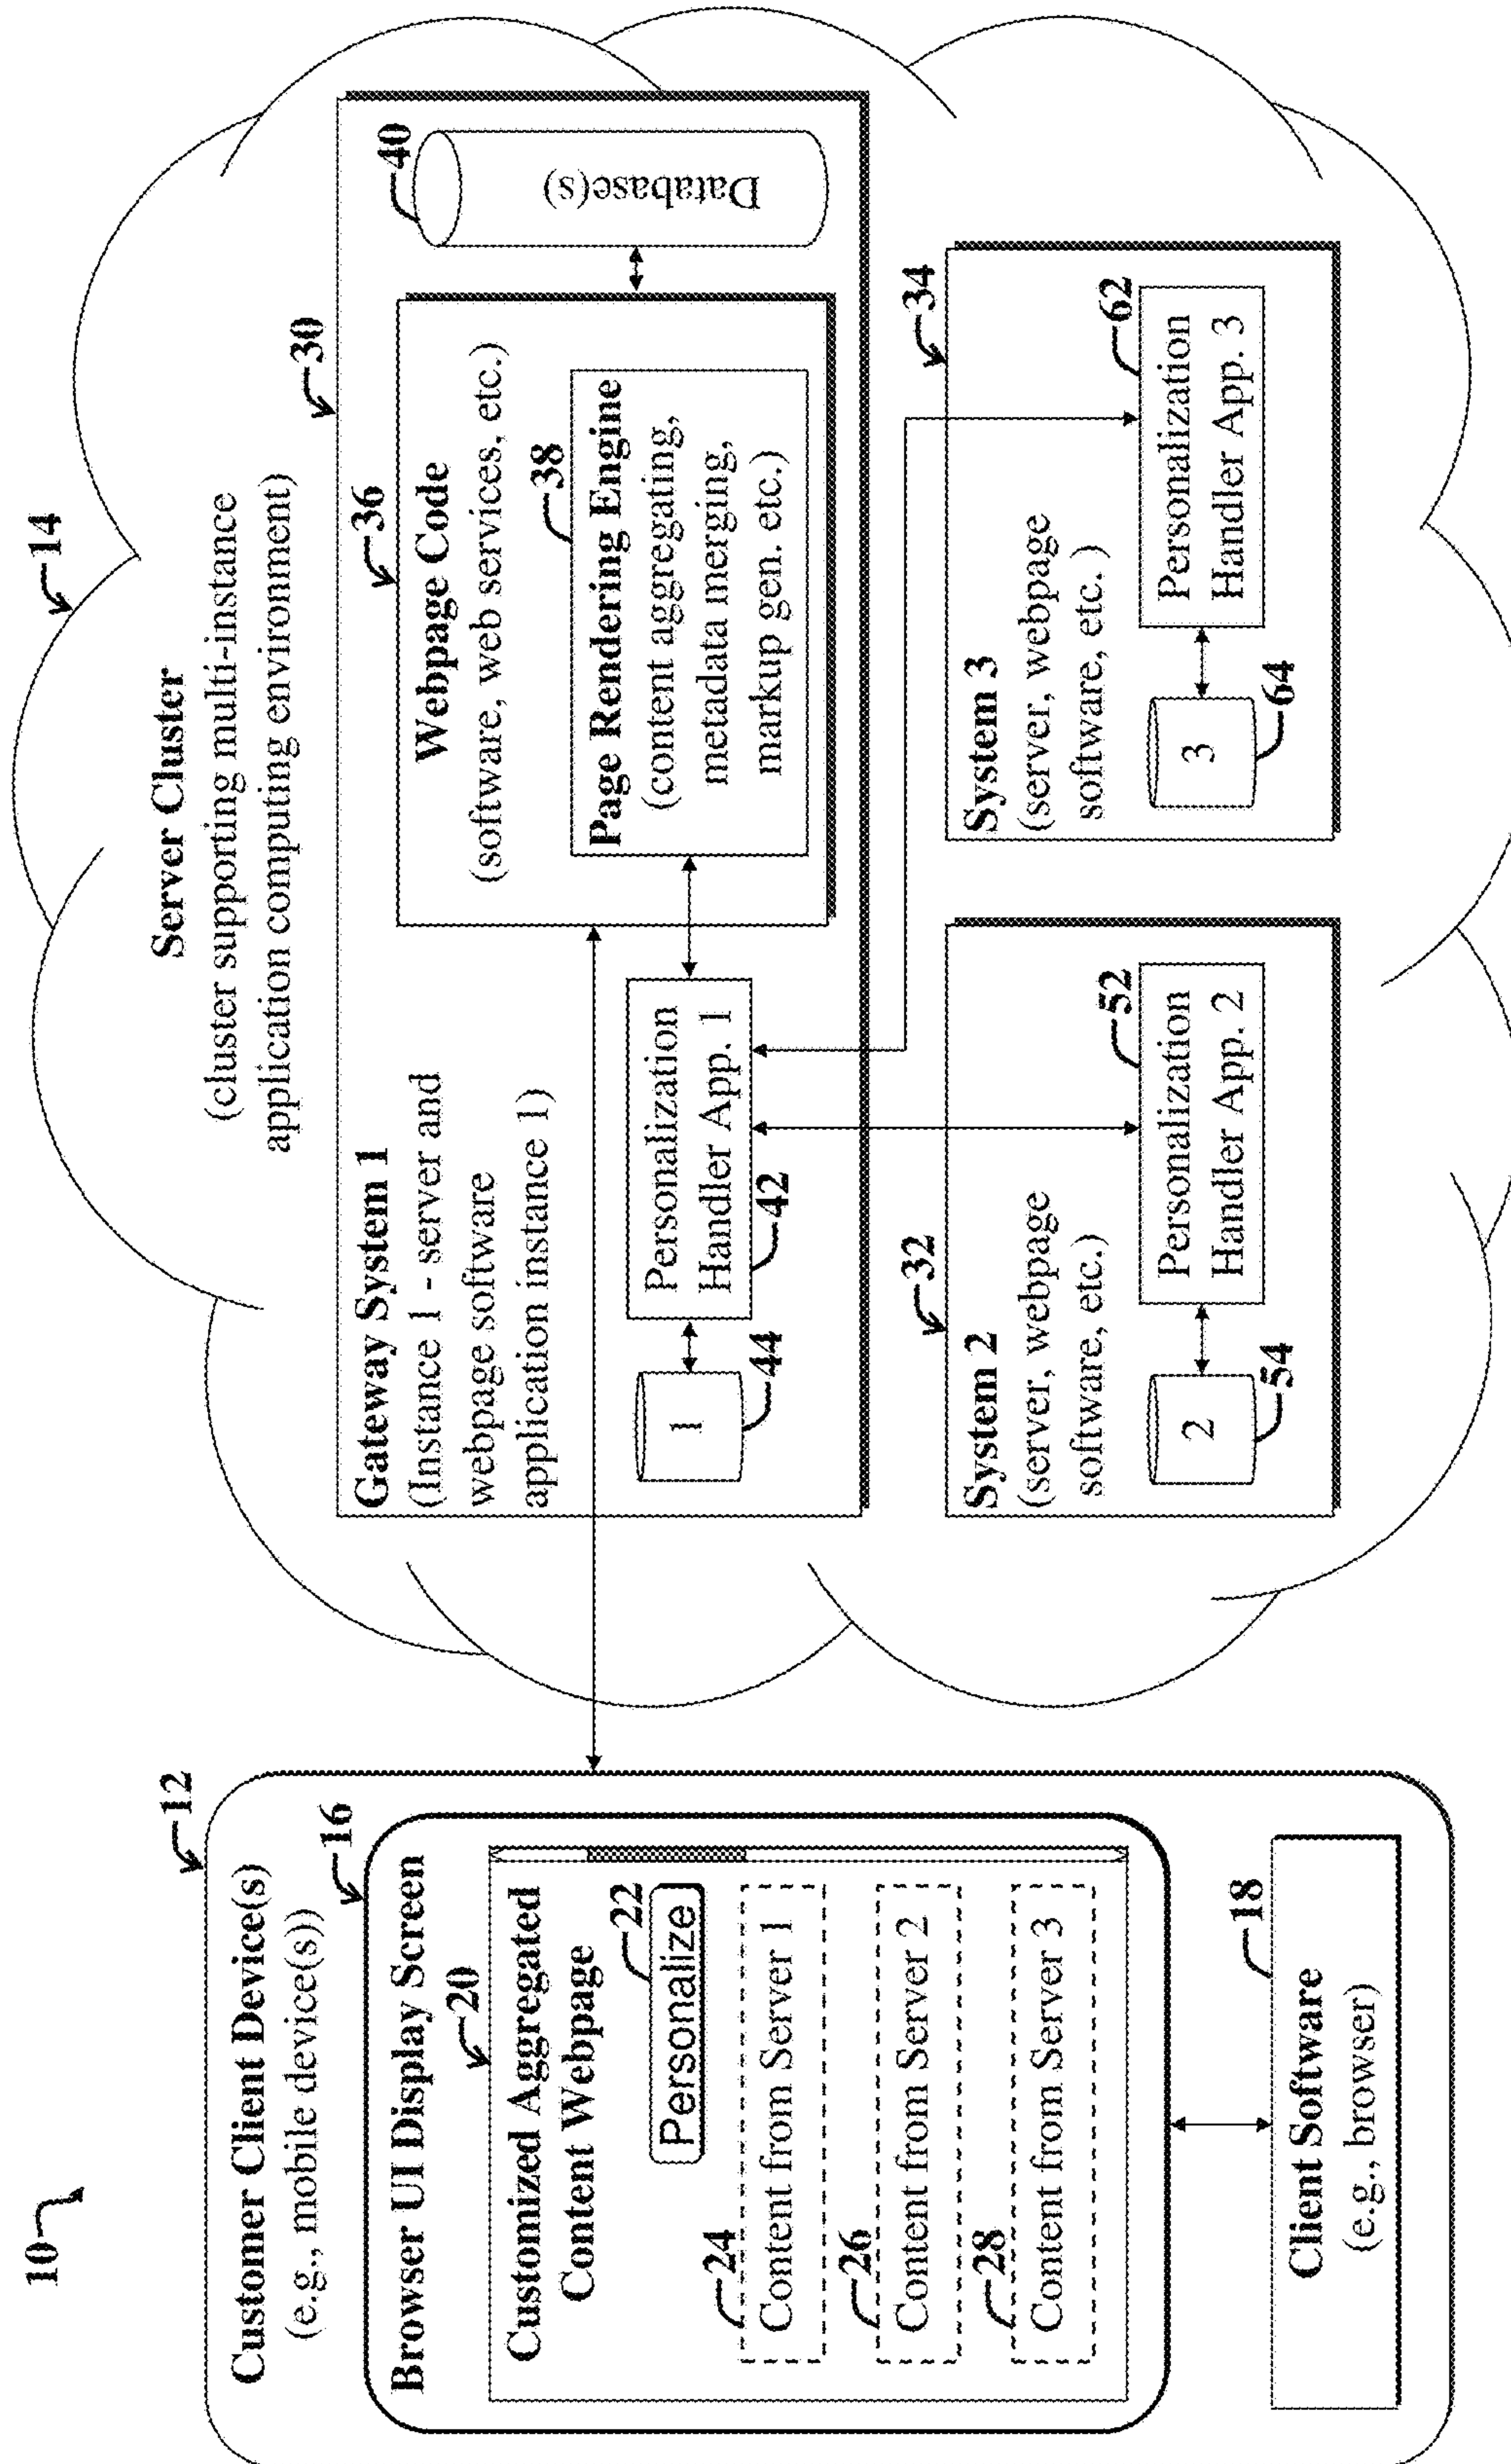 10
12
Customer Client Device(s)
(e.g., mobile device(s))
16
Browser UI Display Screen
20
Customized Aggregated
Content Webpage
22
Personalize
24
Content from Server 1
26
Content from Server 2
28
Content from Server 3
18
Client Software
(e.g., browser)
14
Server Cluster
(cluster supporting multi-instance
application computing environment)
30
Gateway System 1
(Instance 1 - server and
webpage software
application instance 1)
36
Webpage Code
(software, web services, etc.)
38
Page Rendering Engine
(content aggregating,
metadata merging,
markup gen. etc.)
40
Database(s)
1
44
Personalization
Handler App. 1
42
32
System 2
(server, webpage
software, etc.)
2
54
52
Personalization
Handler App. 2
34
System 3
(server, webpage
software, etc.)
3
64
62
Personalization
Handler App. 3